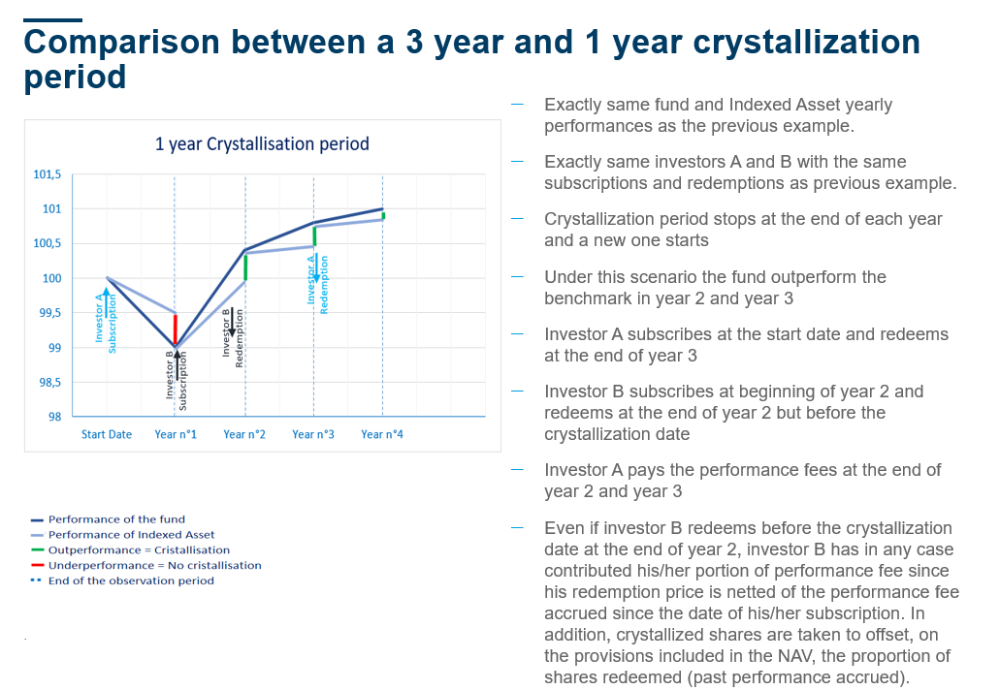 Comparison between a 3 year and 1 year crystallization
period
1 year Crystallisation period
101,5
101
100,5
100
99,5
99
98,5
98
Investor A
Subscription
Investor B
Subscription
Investor B
Redemption
Investor A
Redemption
Start Date Year n°1 Year n°2 Year n°3 Year n°4
Performance of the fund
Performance of Indexed Asset
Outperformance = Cristallisation
Underperformance = No cristallisation
End of the observation period
.
— Exactly same fund and Indexed Asset yearly
performances as the previous example.
— Exactly same investors A and B with the same
subscriptions and redemptions as previous example.
— Crystallization period stops at the end of each year
and a new one starts
— Under this scenario the fund outperform the
benchmark in year 2 and year 3
— Investor A subscribes at the start date and redeems
at the end of year 3
— Investor B subscribes at beginning of year 2 and
redeems at the end of year 2 but before the
crystallization date
— Investor A pays the performance fees at the end of
year 2 and year 3
— Even if investor B redeems before the crystallization
date at the end of year 2, investor B has in any case
contributed his/her portion of performance fee since
his redemption price is netted of the performance fee
accrued since the date of his/her subscription. In
addition, crystallized shares are taken to offset, on
the provisions included in the NAV, the proportion of
shares redeemed (past performance accrued).